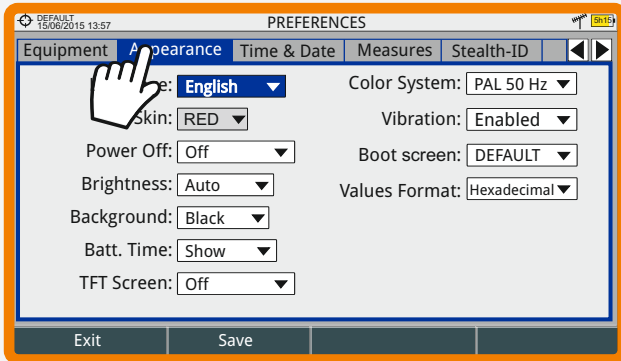 DEFAULT
15/06/2015 13:57
PREFERENCES
5h15
Equipment
Appearance
Time & Date
Measures
Stealth-ID
English
Skin: RED
Power Off: Off
Brightness: Auto
Background: Black
Batt. Time: Show
TFT Screen: Off
Color System: PAL 50 Hz
Vibration: Enabled
Boot screen: DEFAULT
Values Format: Hexadecimal
Exit
Save